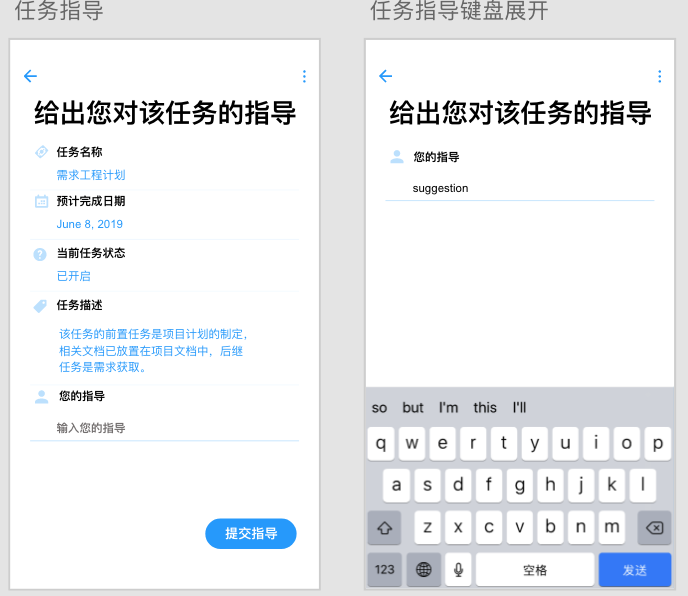 任务指导
给出您对该任务的指导
任务名称
需求工程计划
预计完成日期
June 8, 2019
当前任务状态
已开启
任务描述
该任务的前置任务是项目计划的制定，
相关文档已放置在项目文档中，后继
任务是需求获取。
您的指导
输入您的指导
提交指导
任务指导键盘展开
给出您对该任务的指导
您的指导
suggestion
so but I'm this I'll
q w e r t y u i o p
a s d f g h j k l
z x c v b n m
123 空格 发送